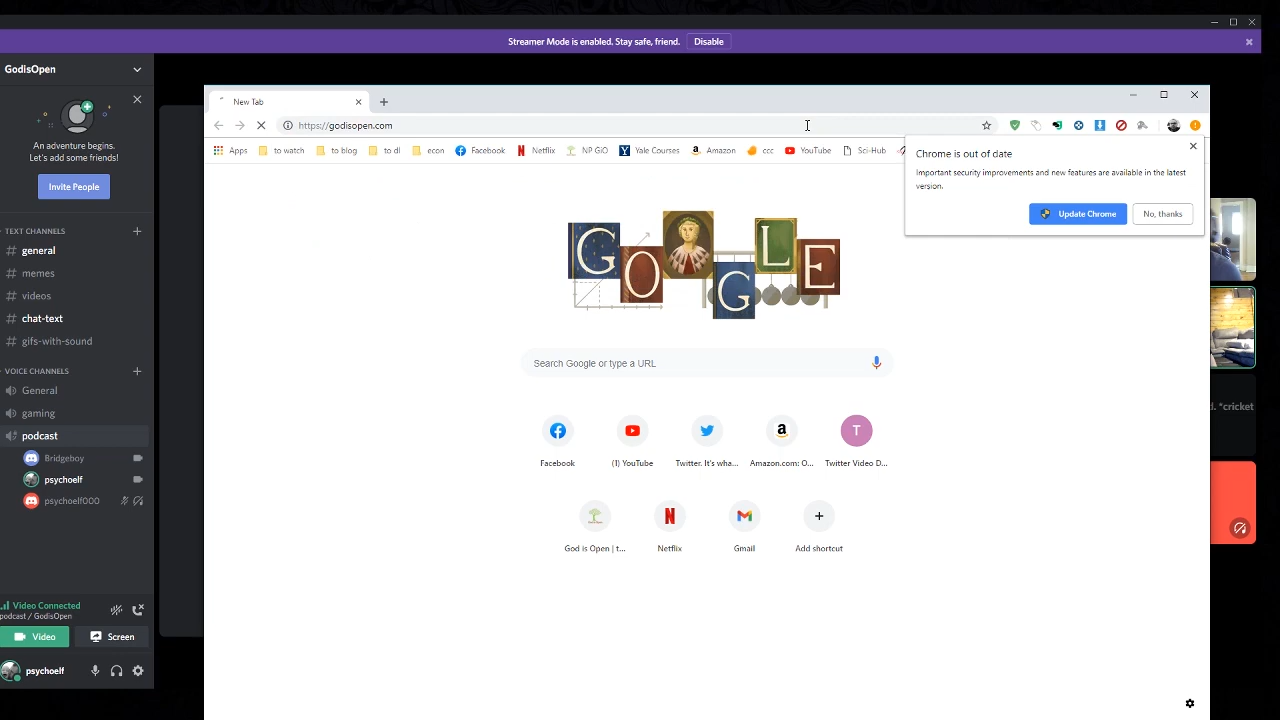 Streamer Mode is enabled. Stay safe, friend. Disable
GodisOpen
An adventure begins.
Let's add some friends!
Invite People
TEXT CHANNELS
# general
# memes
# videos
# chat-text
# gifs-with-sound
VOICE CHANNELS
General
gaming
podcast
Bridgeboy
psychoelf
psychoelf000
Video Connected
podcast / GodisOpen
Video Screen
psychoelf
New Tab
https://godisopen.com
Apps to watch to blog to dl econ Facebook Netflix NP GiO Yale Courses Amazon ccc YouTube Sci-Hub
Chrome is out of date
Important security improvements and new features are available in the latest
version.
Update Chrome No, thanks
GOOGLE
Search Google or type a URL
Facebook (1) YouTube Twitter. It's wha... Amazon.com: O... Twitter Video D...
God is Open | t... Netflix Gmail Add shortcut
*cricket